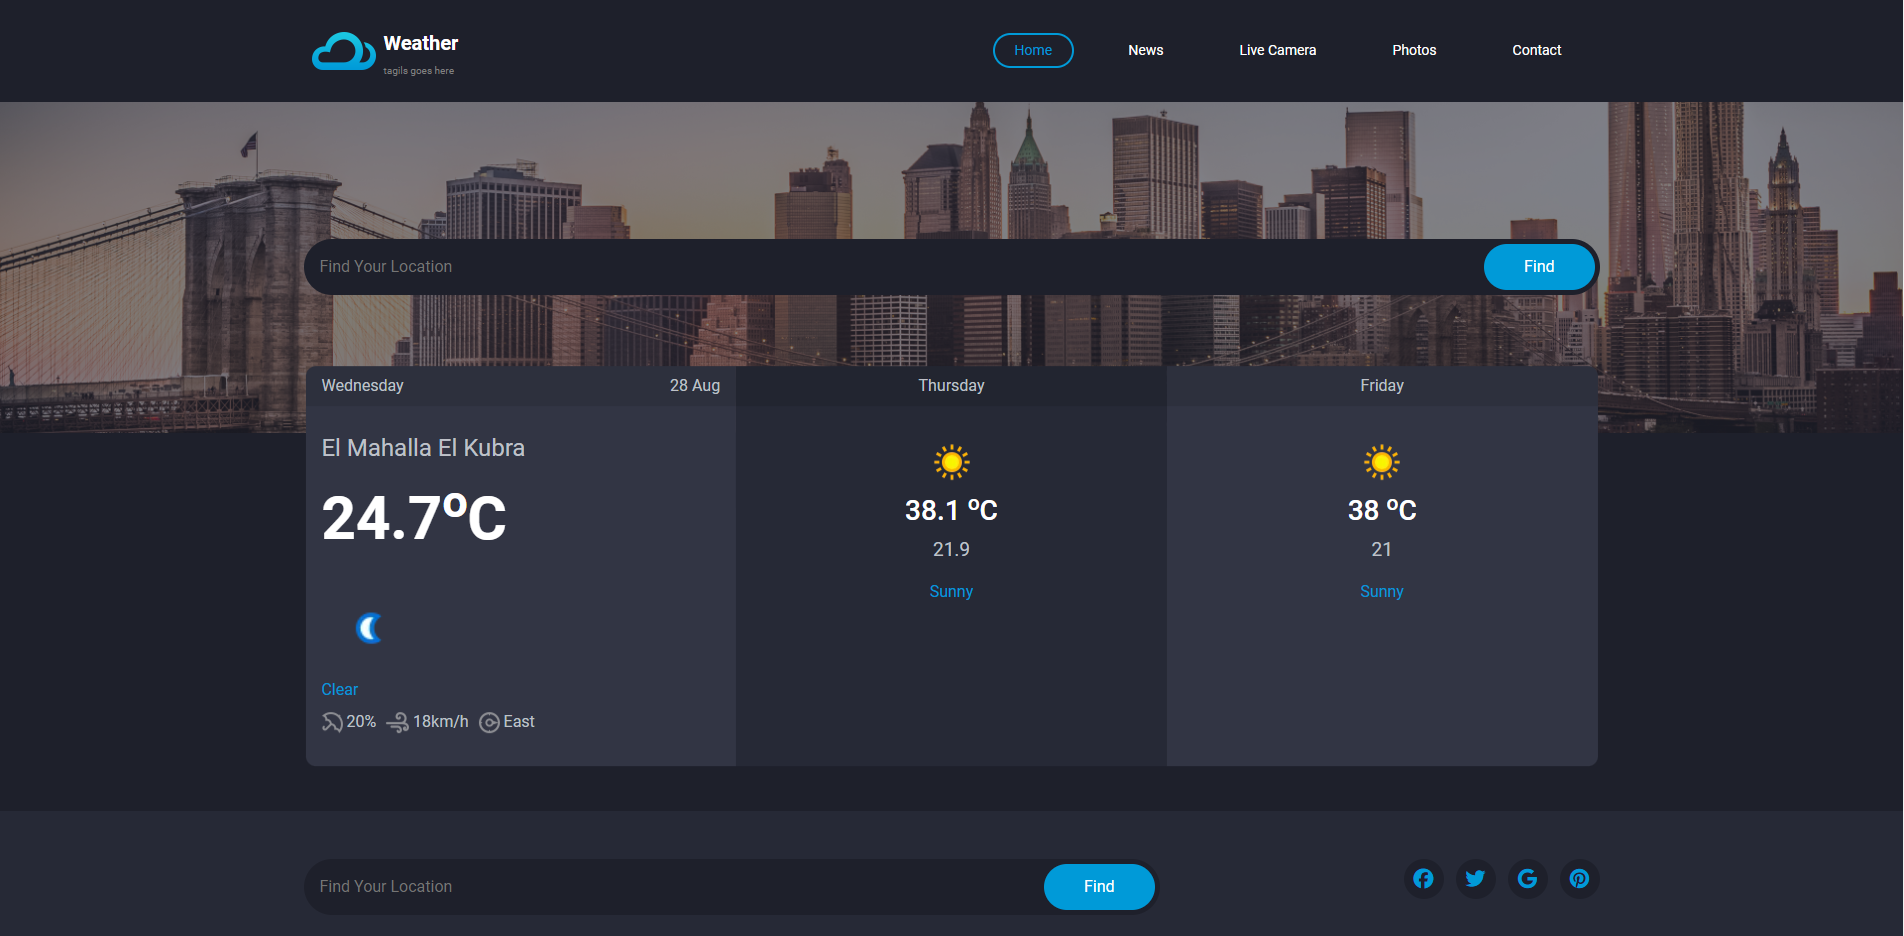 Weather
tagils goes here
Home
News
Live Camera
Photos
Contact
Find Your Location
Find
Wednesday
28 Aug
El Mahalla El Kubra
24.7°C
Clear
20%
18km/h
East
Thursday
38.1 °C
21.9
Sunny
Friday
38 °C
21
Sunny
Find Your Location
Find